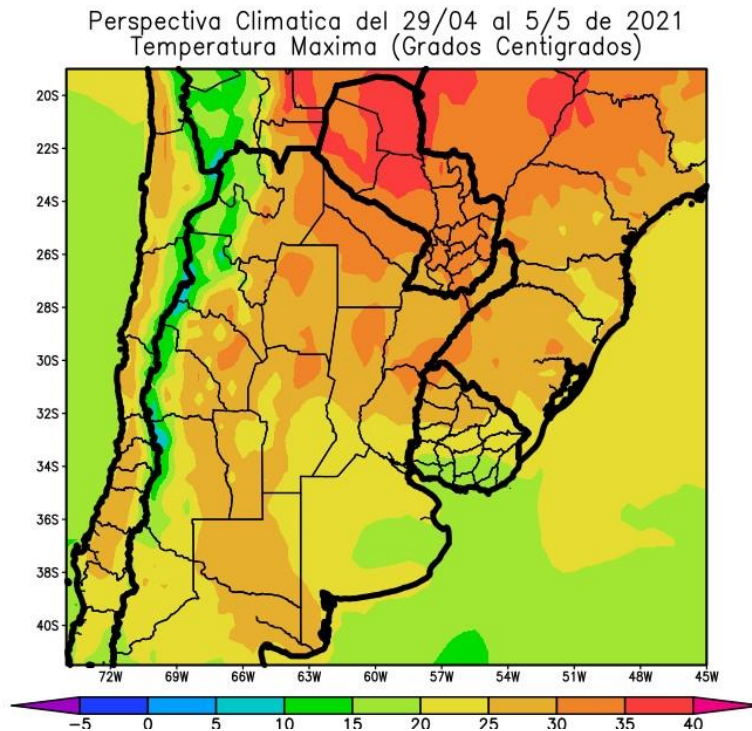 Perspectiva Climatica del 29/04 al 5/5 de 2021
Temperatura Maxima (Grados Centigrados)
20S
22S
24S
26S
28S
30S
32S
34S
36S
38S
40S
72W 69W 66W 63W 60W 57W 54W 51W 48W 45W
-5 0 5 10 15 20 25 30 35 40